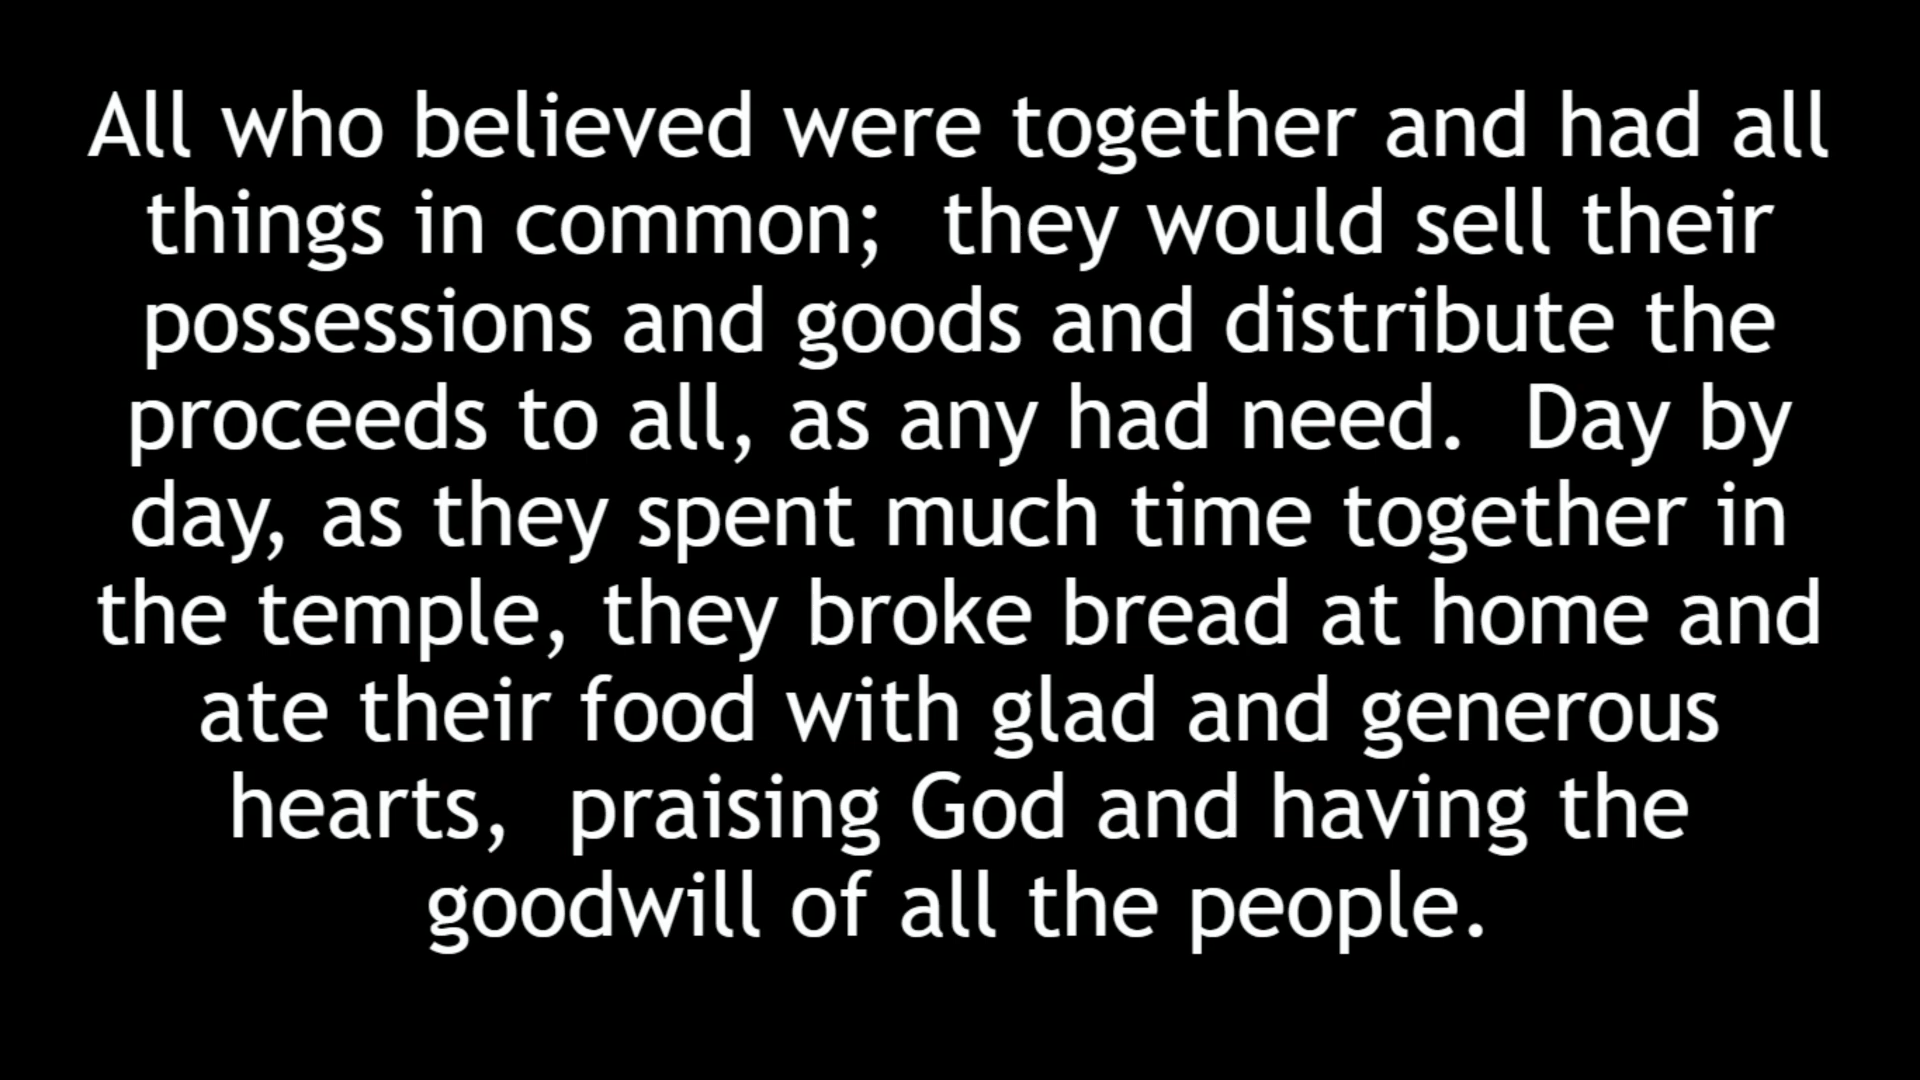 All who believed were together and had all
things in common;  they would sell their
possessions and goods and distribute the
proceeds to all, as any had need.  Day by
day, as they spent much time together in
the temple, they broke bread at home and
ate their food with glad and generous
hearts,  praising God and having the
goodwill of all the people.